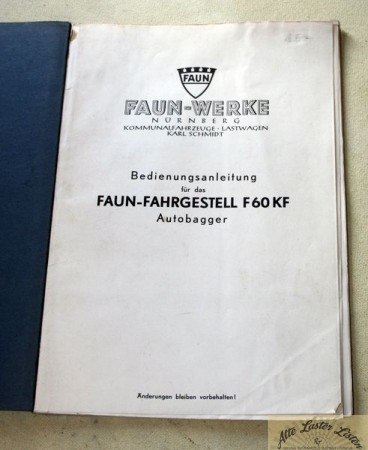 FAUN
FAUN-WERKE
NÜRNBERG
KOMMUNALFAHRZEUGE · LASTWAGEN
KARL SCHMIDT
Bedienungsanleitung
für das
FAUN-FAHRGESTELL F 60 KF
Autobagger
Änderungen bleiben vorbehalten!
Alte Laster Listen